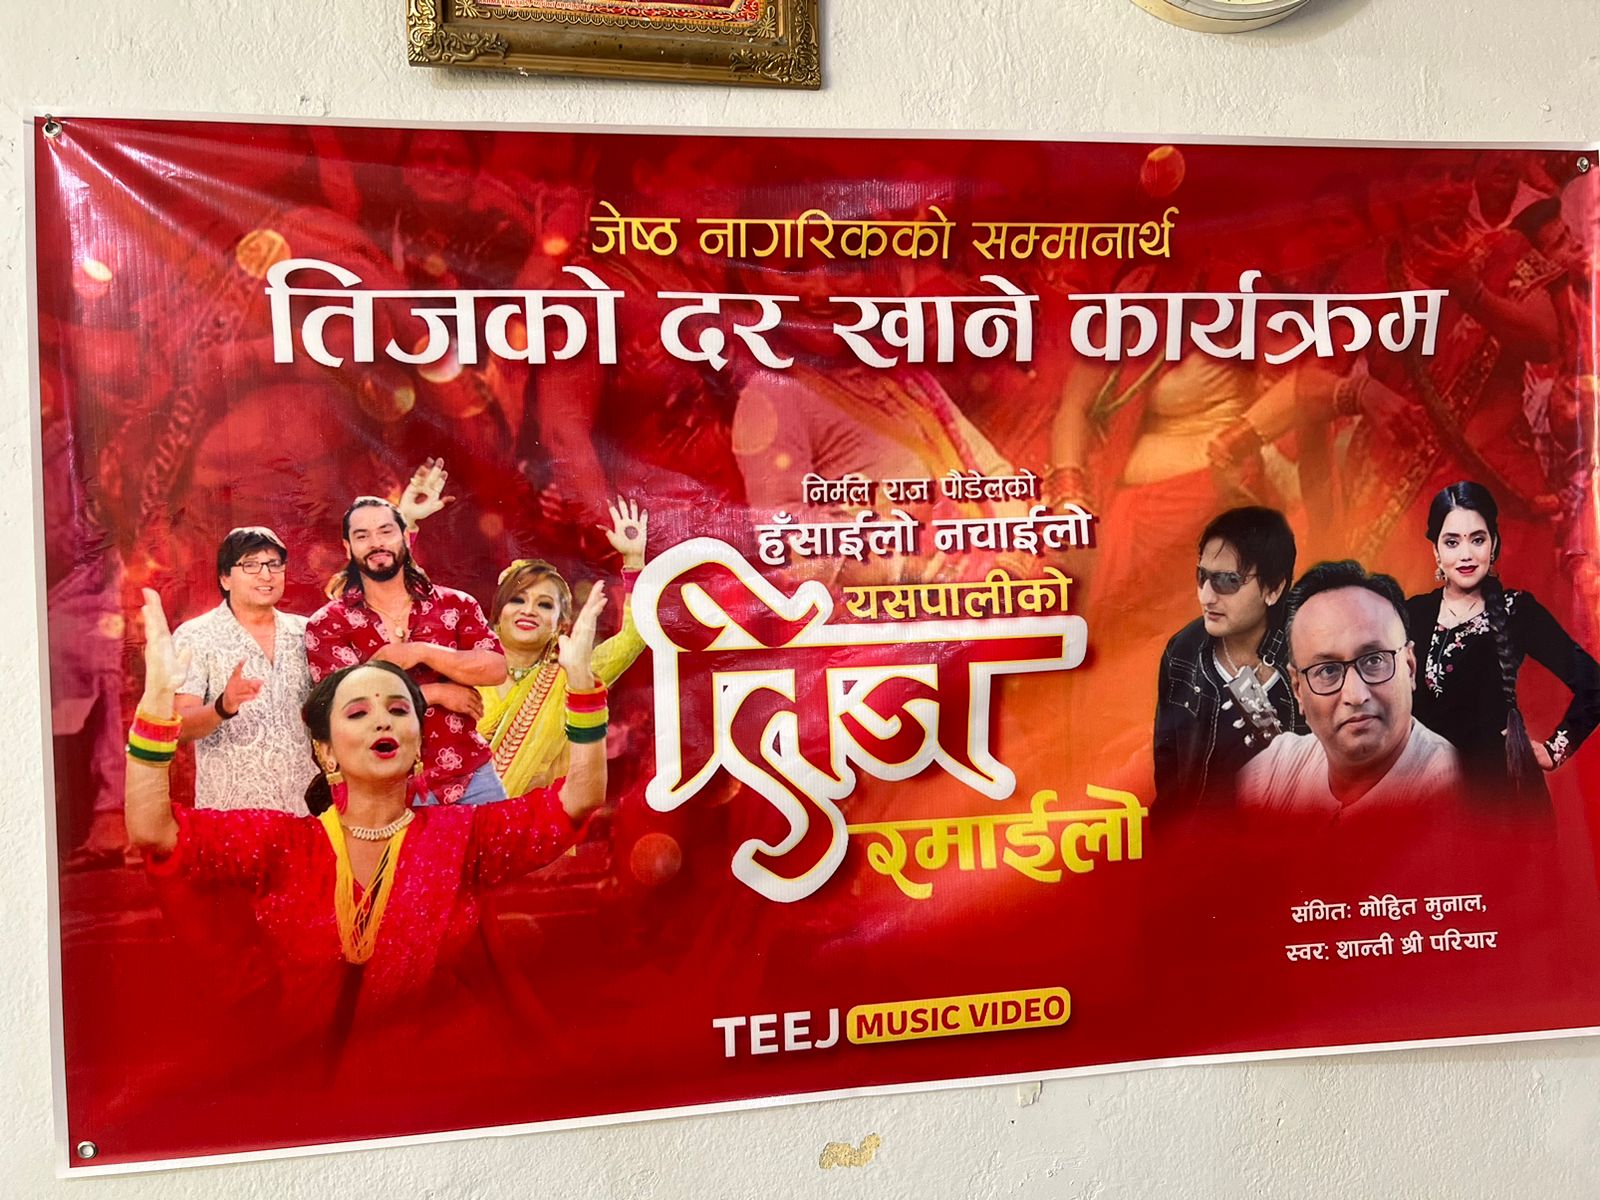 जेष्ठ नागरिकको सम्मानार्थ
तिजको दर खाने कार्यक्रम
निर्मल राज पौडेलको
हँसाईलो नचाईलो
यसपालीको
तिज
रमाईलो
संगित: मोहित मुनाल,
स्वर: शान्ती श्री परियार
TEEJ MUSIC VIDEO